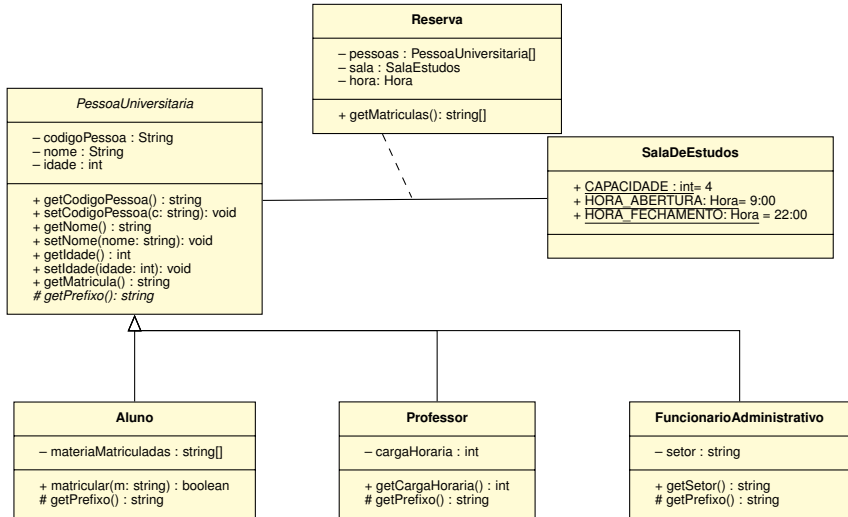 Reserva
– pessoas : PessoaUniversitaria[]
– sala : SalaEstudos
– hora: Hora
+ getMatriculas(): string[]
PessoaUniversitaria
– codigoPessoa : String
– nome : String
– idade : int
+ getCodigoPessoa() : string
+ setCodigoPessoa(c: string): void
+ getNome() : string
+ setNome(nome: string): void
+ getIdade() : int
+ setIdade(idade: int): void
+ getMatricula() : string
# getPrefixo(): string
SalaDeEstudos
+ CAPACIDADE : int= 4
+ HORA_ABERTURA: Hora= 9:00
+ HORA_FECHAMENTO: Hora = 22:00
Aluno
– materiaMatriculadas : string[]
+ matricular(m: string) : boolean
# getPrefixo() : string
Professor
– cargaHoraria : int
+ getCargaHoraria() : int
# getPrefixo() : string
FuncionarioAdministrativo
– setor : string
+ getSetor() : string
# getPrefixo() : string